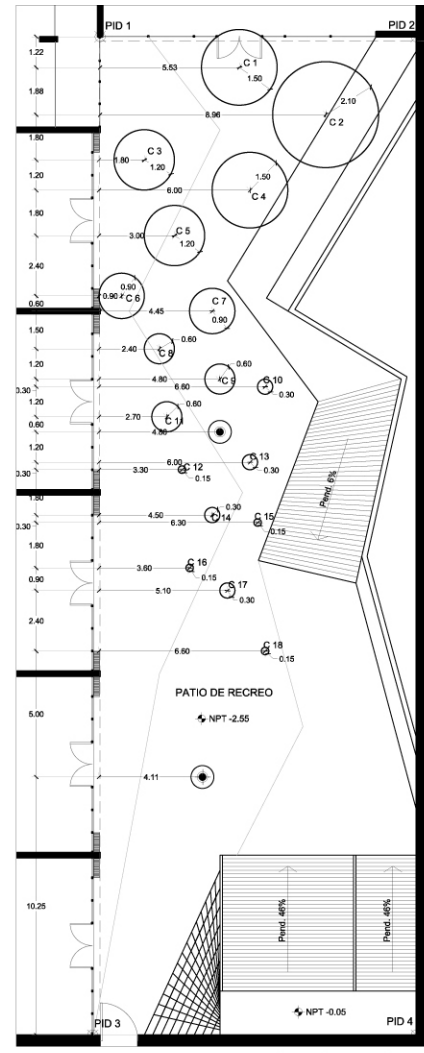 PID 1
PID 2
1.22
5.53
C 1
1.50
1.88
2.10
8.96
C 2
1.80
C 3
1.80
1.20
1.50
1.20
6.00
C 4
1.80
C 5
3.00
1.20
2.40
0.90
0.90
C 6
0.60
4.45
C 7
0.90
1.50
0.60
2.40
C 8
1.20
0.60
4.80
C 9
C 10
0.30
6.60
0.30
1.20
0.60
2.70
C 11
0.60
4.86
1.20
6.00
C 13
0.30
0.30
3.30
C 12
0.15
1.80
0.30
4.50
C 14
C 15
0.30
6.30
0.15
1.80
C 16
3.60
0.15
0.90
C 17
5.10
0.30
2.40
C 18
6.60
0.15
Pend. 6%
PATIO DE RECREO
NPT -2.55
5.00
4.11
10.25
Pend. 46%
Pend. 46%
NPT -0.05
PID 3
PID 4